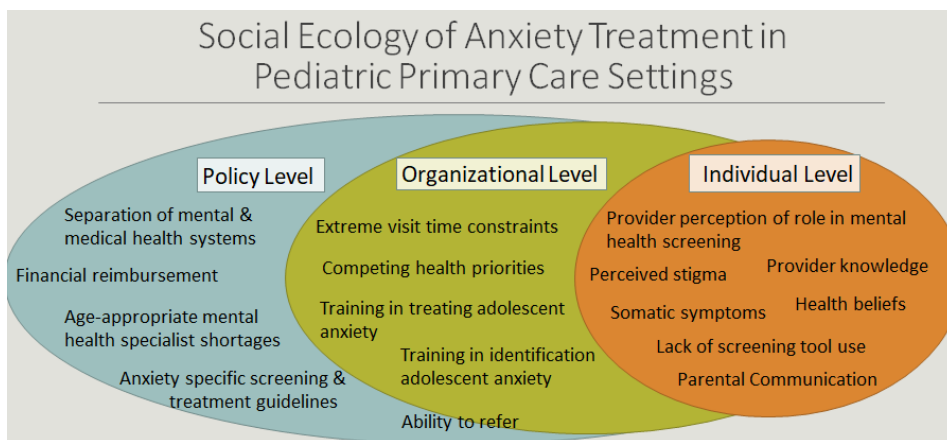 Social Ecology of Anxiety Treatment in
Pediatric Primary Care Settings
Policy Level
Separation of mental &
medical health systems
Financial reimbursement
Age-appropriate mental
health specialist shortages
Anxiety specific screening &
treatment guidelines
Organizational Level
Extreme visit time constraints
Competing health priorities
Training in treating adolescent
anxiety
Training in identification
adolescent anxiety
Ability to refer
Individual Level
Provider perception of role in mental
health screening
Perceived stigma
Provider knowledge
Somatic symptoms
Health beliefs
Lack of screening tool use
Parental Communication